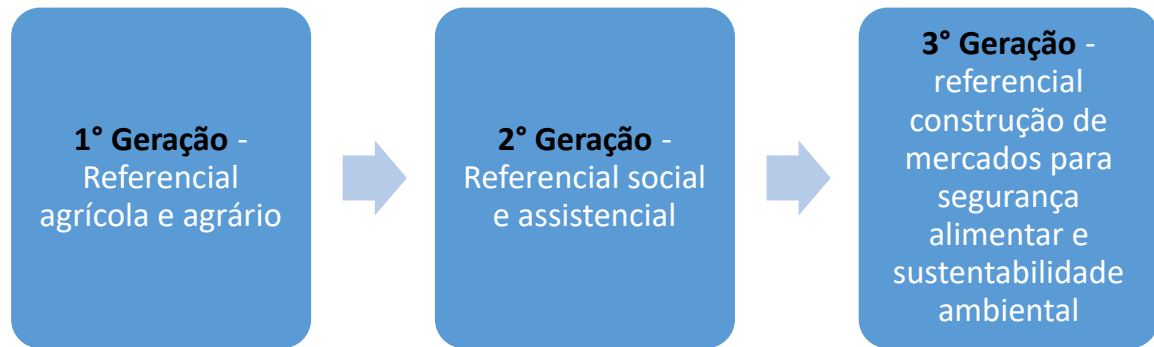 1° Geração -
Referencial
agrícola e agrário
2° Geração -
Referencial social
e assistencial
3° Geração -
referencial
construção de
mercados para
segurança
alimentar e
sustentabilidade
ambiental